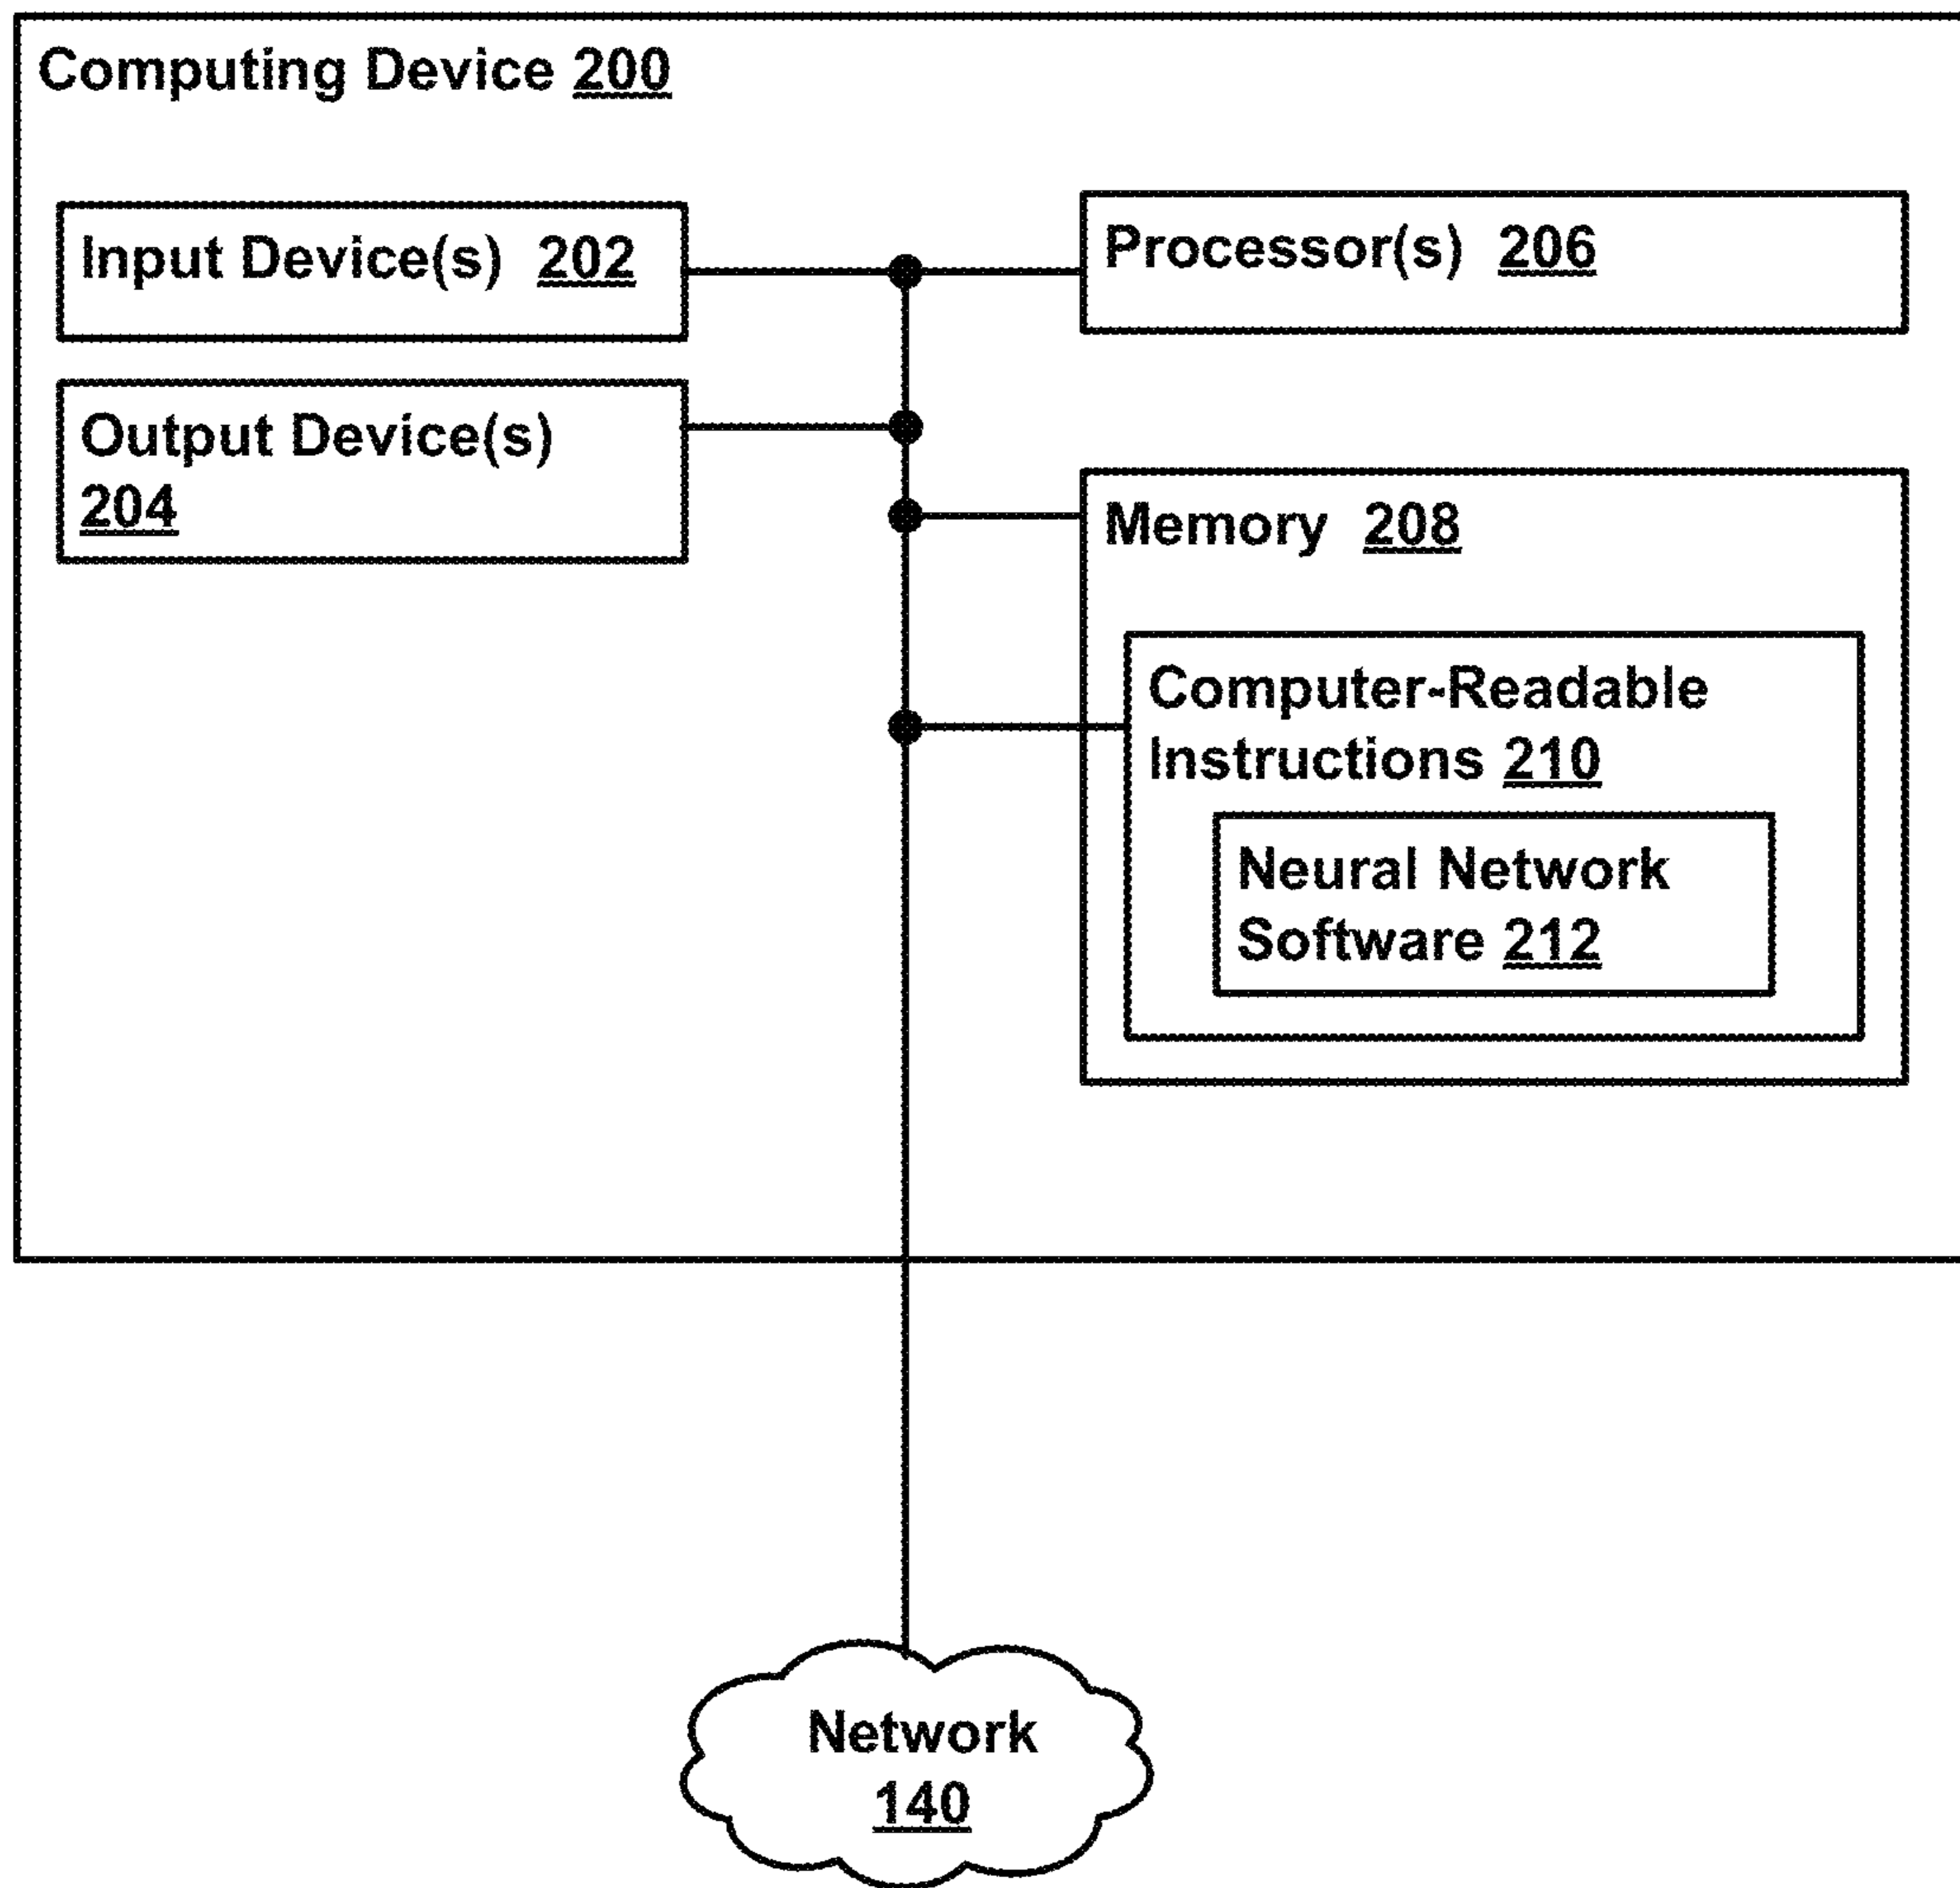 Computing Device 200
Input Device(s) 202
Processor(s) 206
Output Device(s)
204
Memory 208
Computer-Readable
Instructions 210
Neural Network
Software 212
Network
140